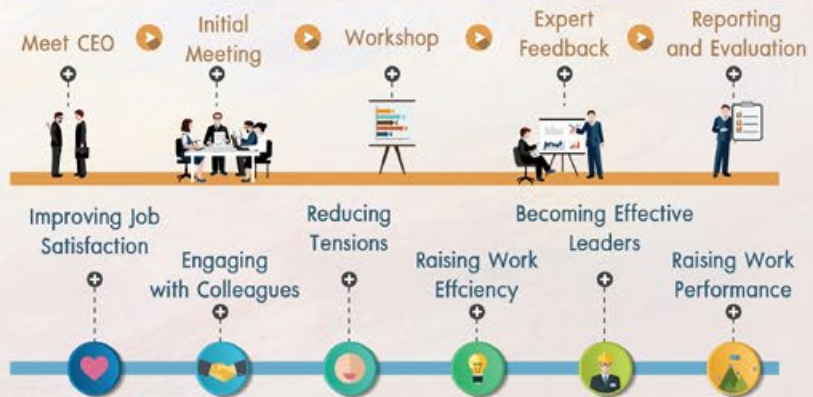 Meet CEO
Initial
Meeting
Workshop
Expert
Feedback
Reporting
and Evaluation
Improving Job
Satisfaction
Engaging
with Colleagues
Reducing
Tensions
Raising Work
Effciency
Becoming Effective
Leaders
Raising Work
Performance